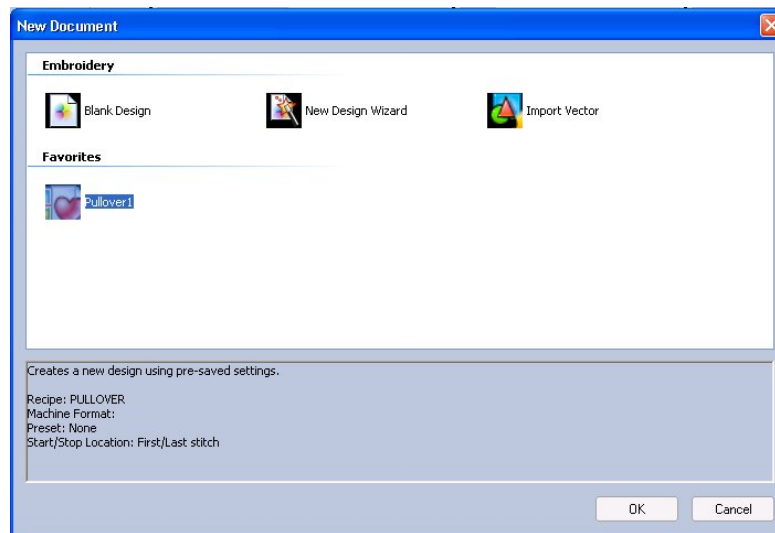 New Document
Embroidery
Blank Design
New Design Wizard
Import Vector
Favorites
Pullover1
Creates a new design using pre-saved settings.
Recipe: PULLOVER
Machine Format:
Preset: None
Start/Stop Location: First/Last stitch
OK
Cancel